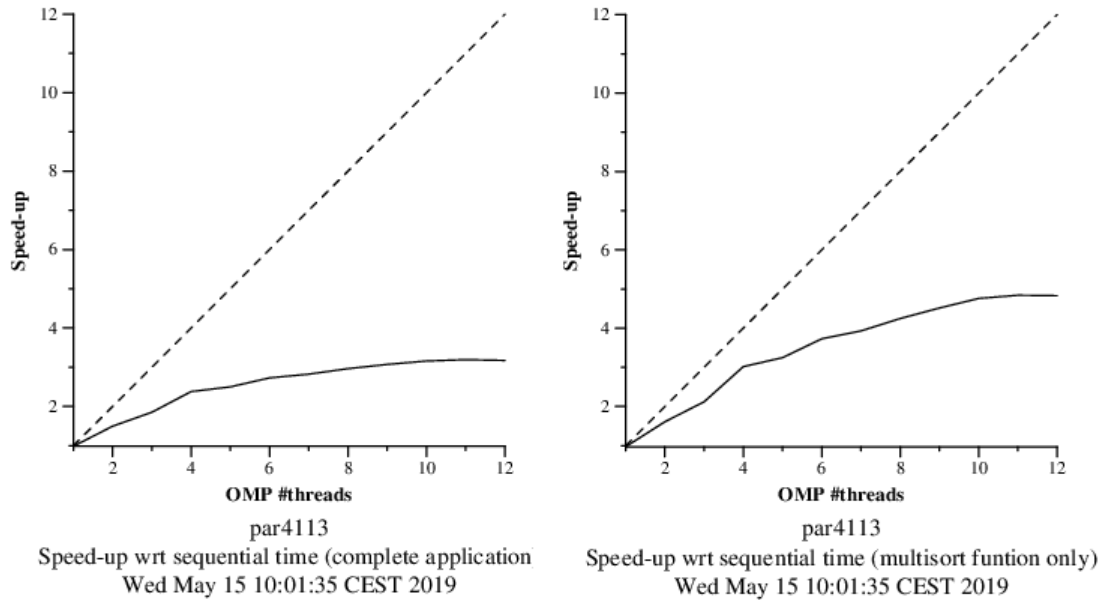 12
10
8
6
4
2
Speed-up
2 4 6 8 10 12
OMP #threads
par4113
Speed-up wrt sequential time (complete application
Wed May 15 10:01:35 CEST 2019
12
10
8
6
4
2
Speed-up
2 4 6 8 10 12
OMP #threads
par4113
Speed-up wrt sequential time (multisort funtion only)
Wed May 15 10:01:35 CEST 2019